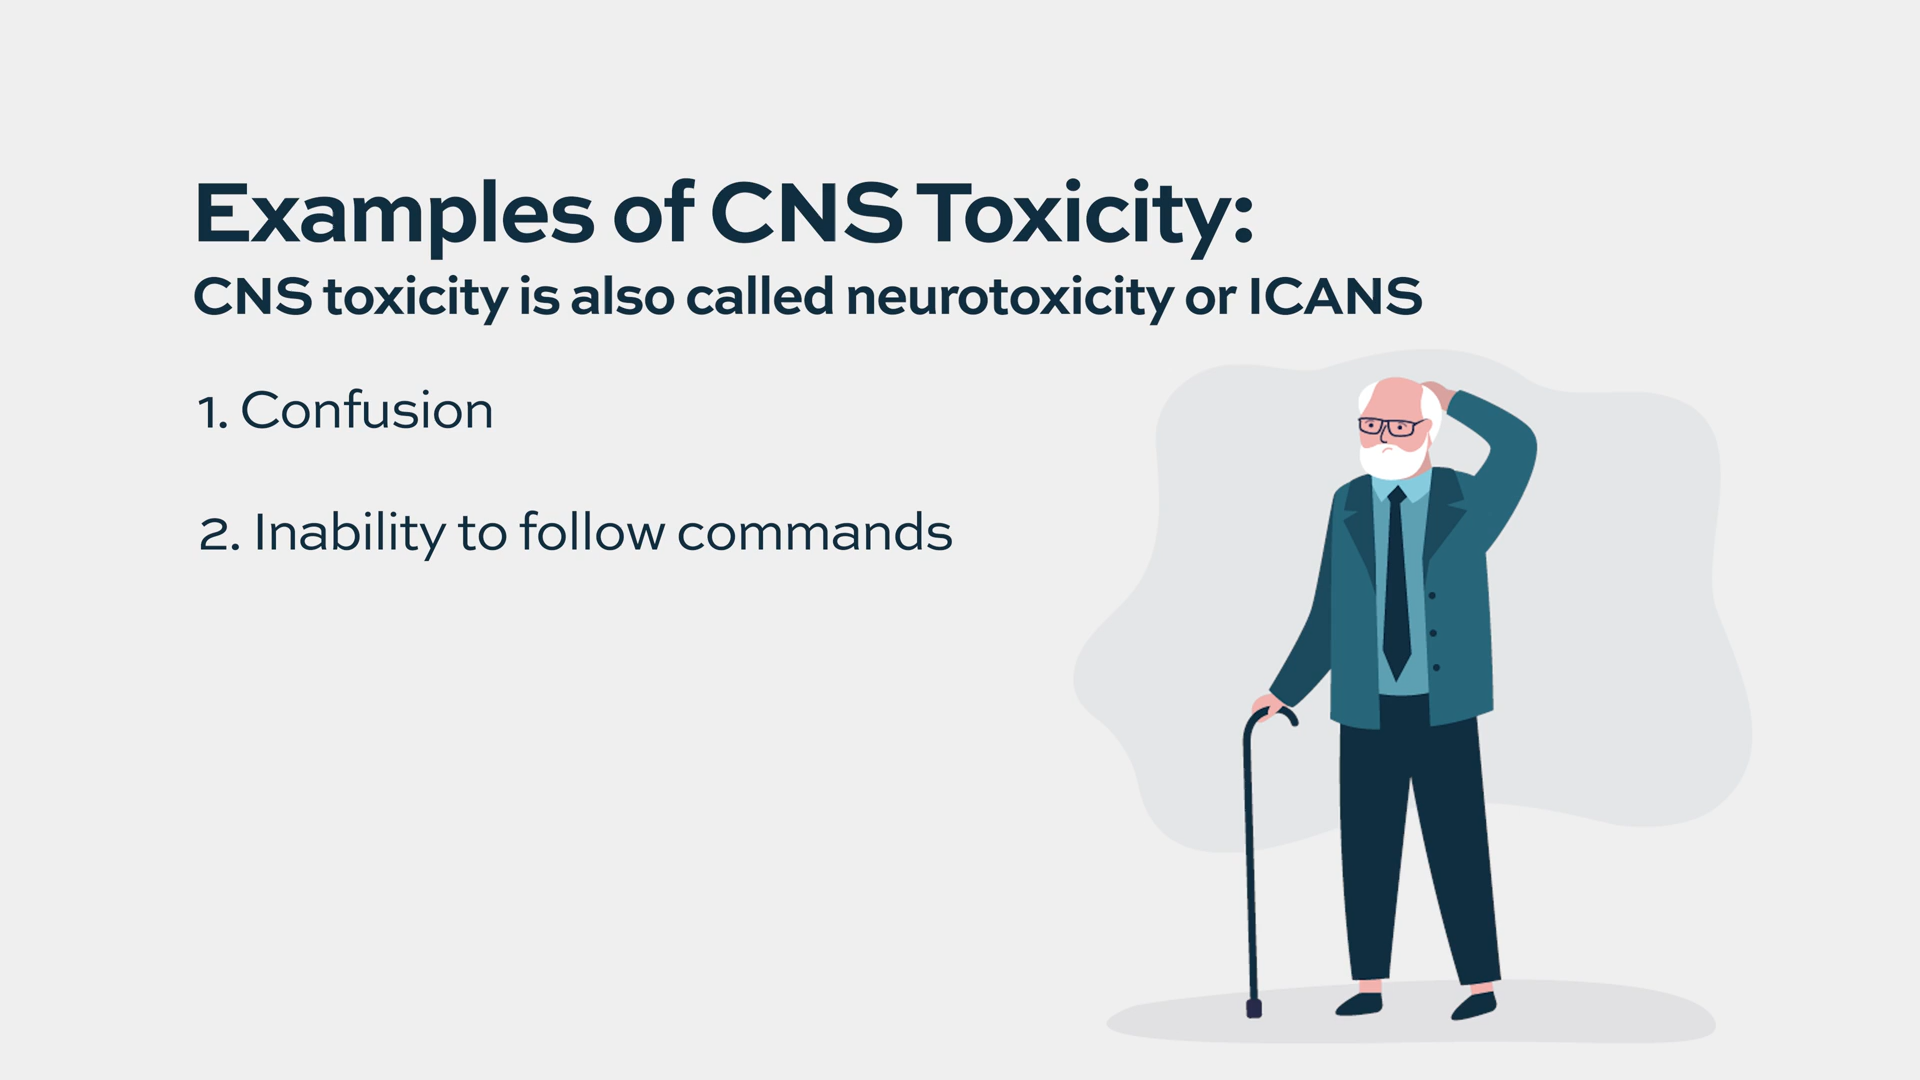 Examples of CNS Toxicity:
CNS toxicity is also called neurotoxicity or ICANS
1. Confusion
2. Inability to follow commands